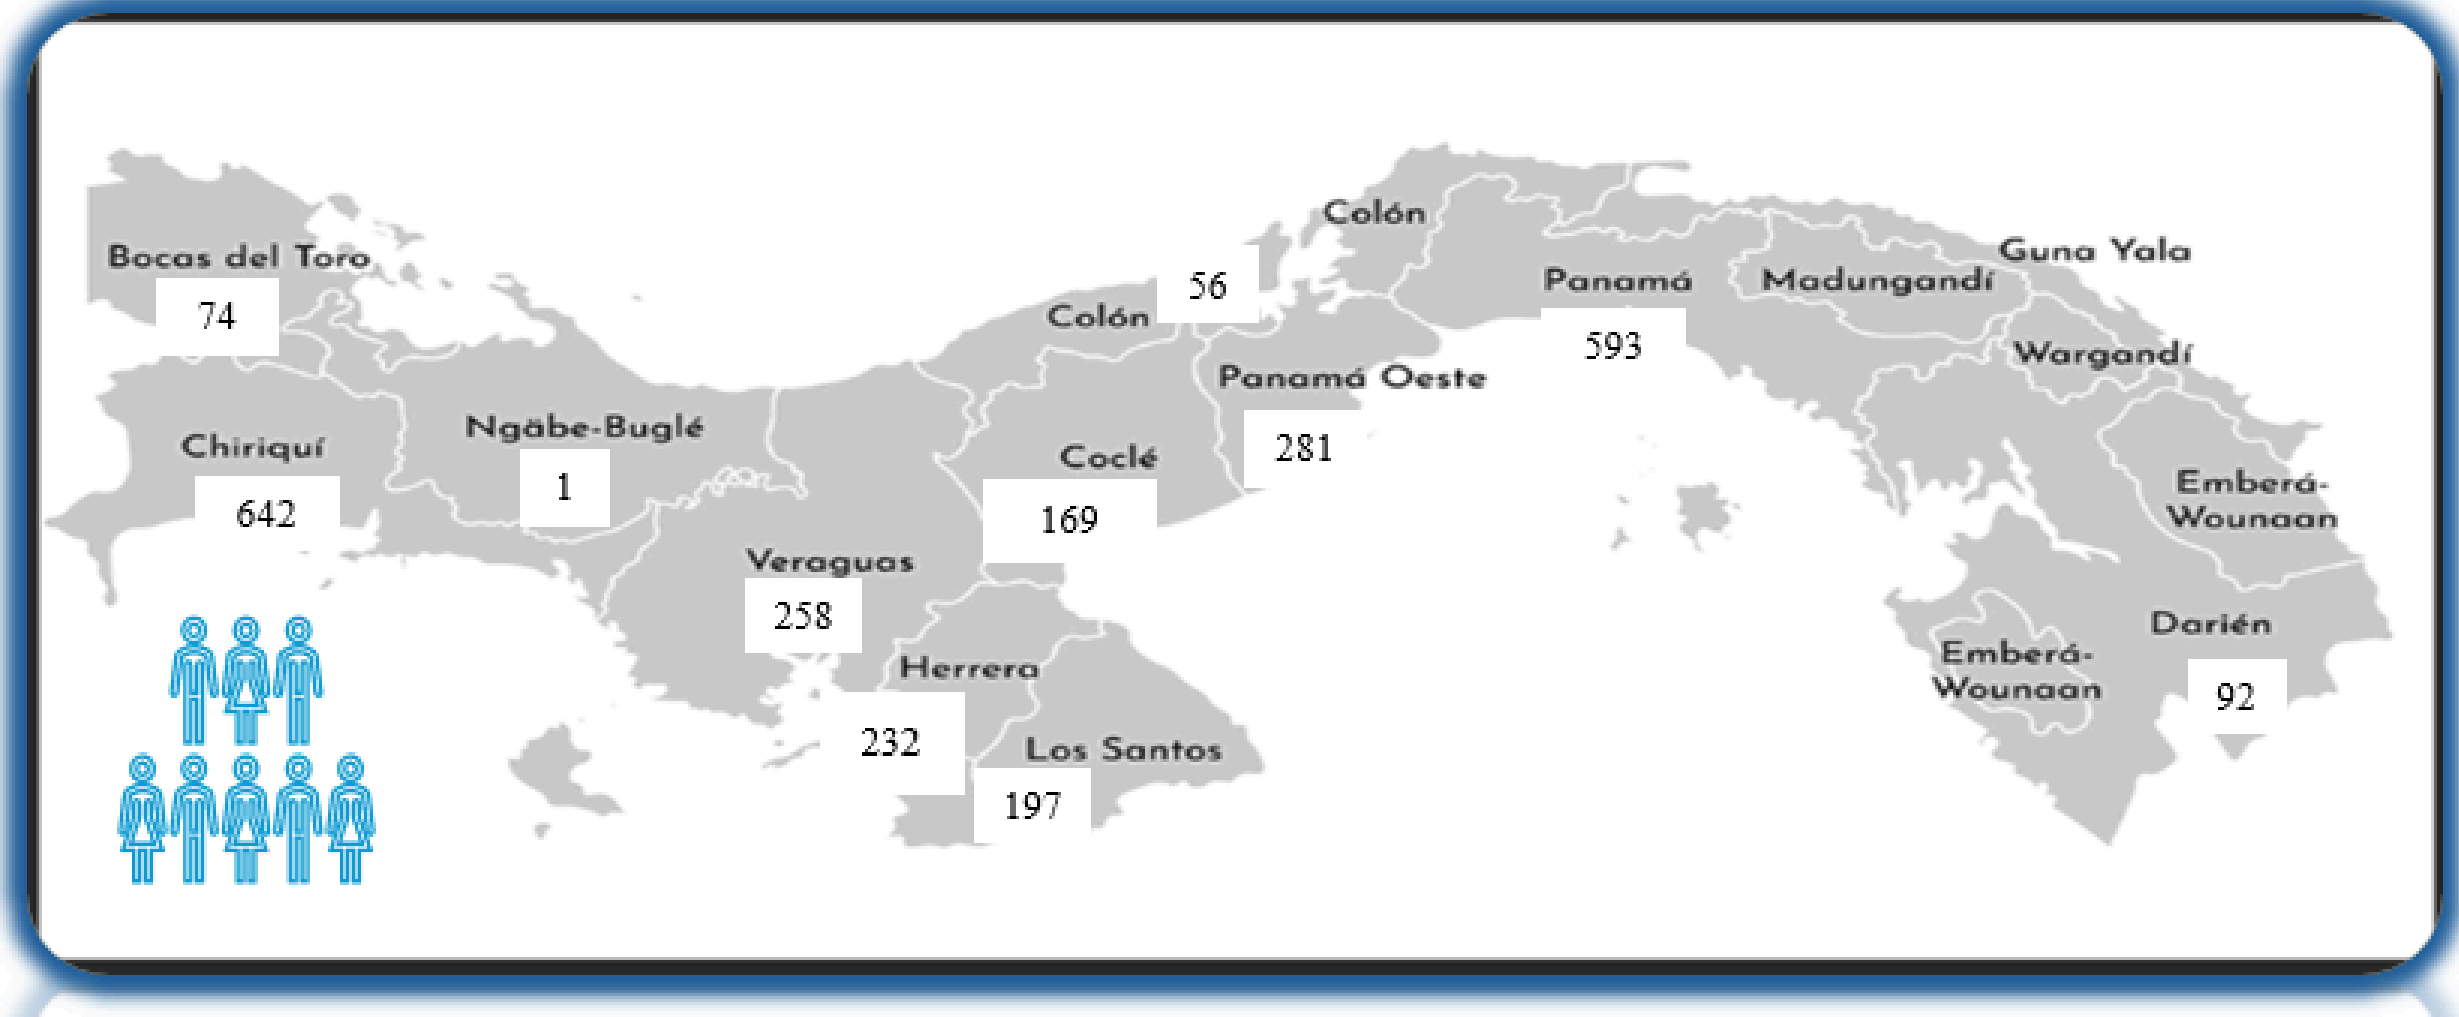 Bocas del Toro
74
Chiriquí
642
Ngäbe-Buglé
1
Veraguas
258
Herrera
232
Los Santos
197
Coclé
169
Colón
56
Colón
Panamá Oeste
281
Panamá
593
Madungandí
Guna Yala
Wargandí
Emberá-
Wounaan
Darién
92
Emberá-
Wounaan